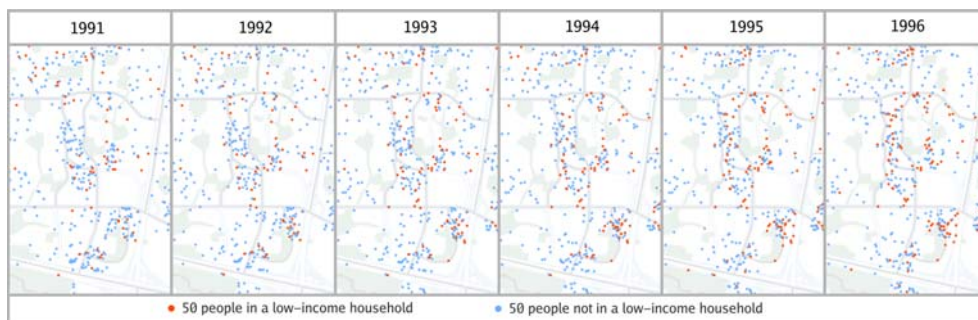 1991 1992 1993 1994 1995 1996
50 people in a low-income household 50 people not in a low-income household